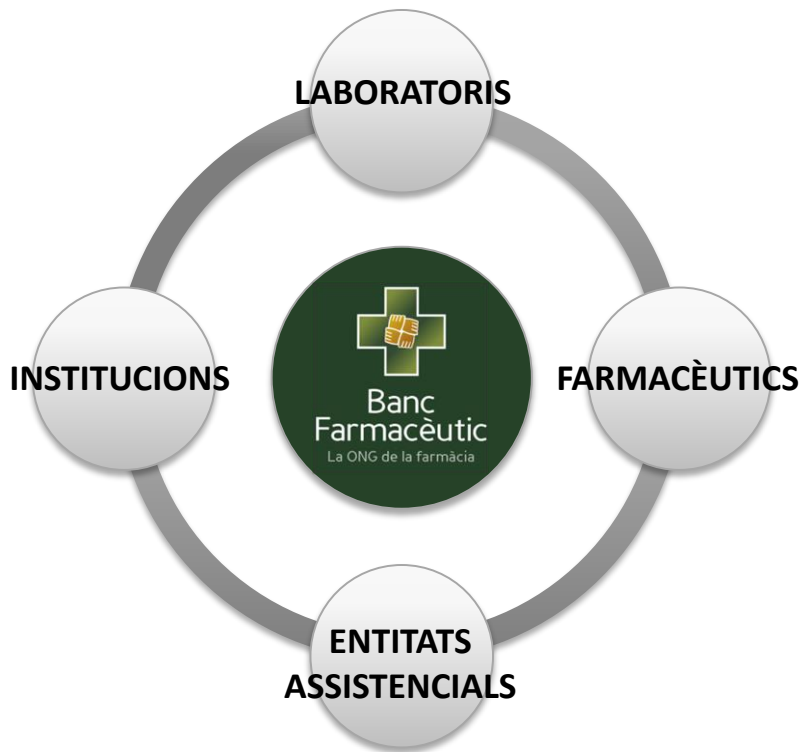 LABORATORIS
INSTITUCIONS
Banc
Farmacèutic
La ONG de la farmàcia
FARMACÈUTICS
ENTITATS
ASSISTENCIALS